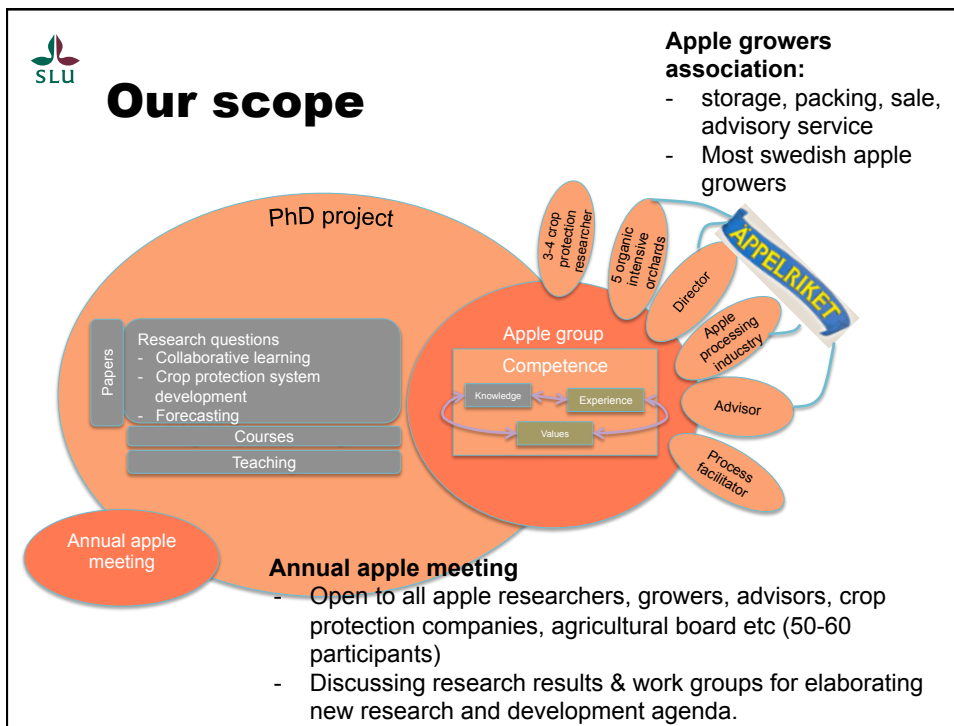 SLU
Our scope
Apple growers
association:
- storage, packing, sale,
advisory service
- Most swedish apple
growers
PhD project
3-4 crop
protection
researcher
5 organic
intensive
orchards
Director
Apple
processing
inducstry
Advisor
Process
facilitator
ÄPPELRIKET
Papers
Research questions
- Collaborative learning
- Crop protection system
development
- Forecasting
Courses
Teaching
Apple group
Competence
Knowledge
Experience
Values
Annual apple
meeting
Annual apple meeting
- Open to all apple researchers, growers, advisors, crop
protection companies, agricultural board etc (50-60
participants)
- Discussing research results & work groups for elaborating
new research and development agenda.